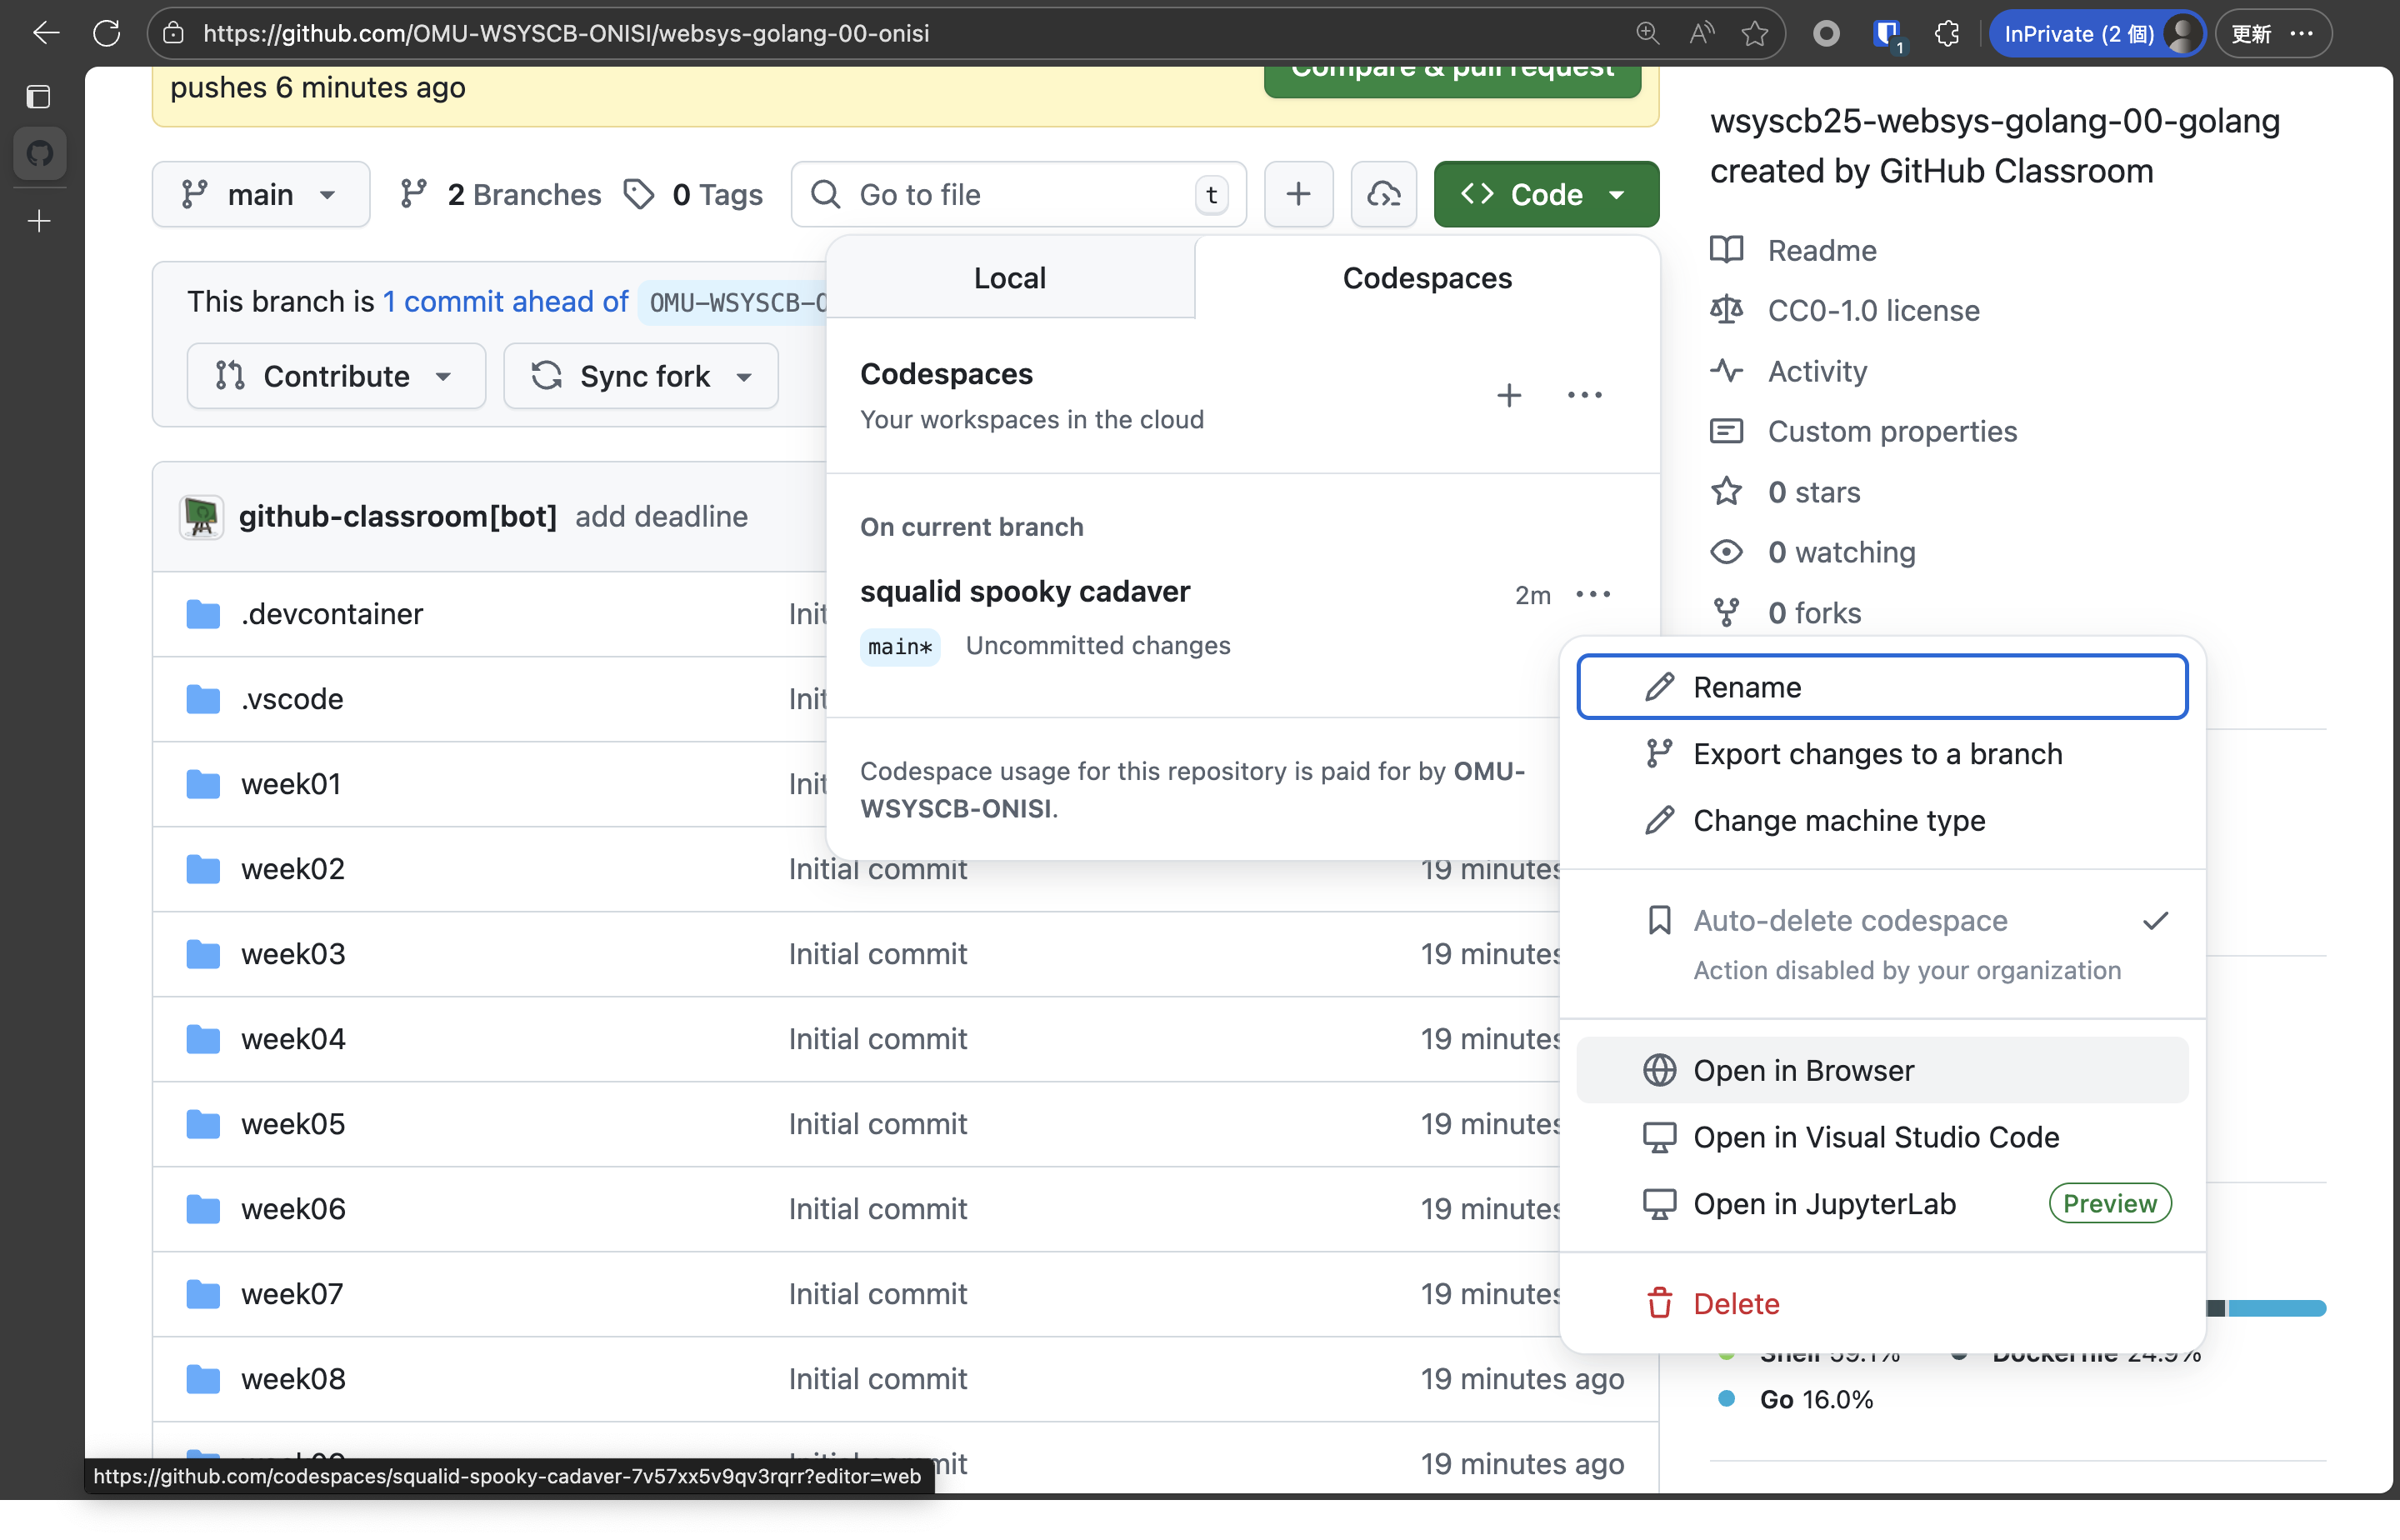 https://github.com/OMU-WSYSCB-ONISI/websys-golang-00-onisi
1
InPrivate (2 個)
更新
pushes 6 minutes ago
Compare & pull request
main
2 Branches
0 Tags
Go to file
t
Code
This branch is 1 commit ahead of OMU-WSYSCB-O
Contribute
Sync fork
github-classroom[bot] add deadline
.devcontainer Init
.vscode Init
week01 Init
week02 Initial commit 19 minutes
week03 Initial commit 19 minutes
week04 Initial commit 19 minutes
week05 Initial commit 19 minutes
week06 Initial commit 19 minutes
week07 Initial commit 19 minutes
week08 Initial commit 19 minutes ago
19 minutes ago
Local
Codespaces
Codespaces
Your workspaces in the cloud
On current branch
squalid spooky cadaver 2m
main* Uncommitted changes
Codespace usage for this repository is paid for by OMU-
WSYSCB-ONISI.
Rename
Export changes to a branch
Change machine type
Auto-delete codespace
Action disabled by your organization
Open in Browser
Open in Visual Studio Code
Open in JupyterLab Preview
Delete
wsyscb25-websys-golang-00-golang
created by GitHub Classroom
Readme
CC0-1.0 license
Activity
Custom properties
0 stars
0 watching
0 forks
Shell 59.1% Dockerfile 24.9%
Go 16.0%
https://github.com/codespaces/squalid-spooky-cadaver-7v57xx5v9qv3rqrr?editor=web